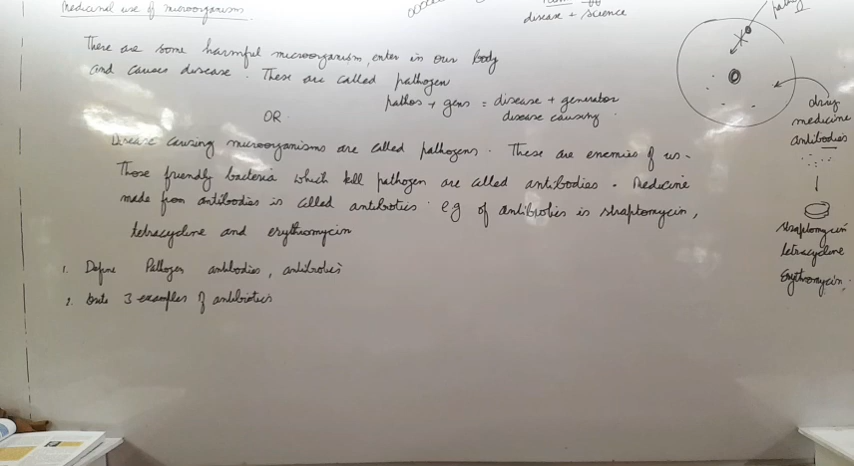 Medicinal use of microorganisms.
disease + science
There are some harmful microorganism, enter in our body
and causes disease. These are called pathogen
pathos + gens = disease + generator
disease causing
OR
Disease causing microorganisms are called pathogens. These are enemies of us.
Those friendly bacteria which kill pathogen are called antibodies. Medicine
made from antibodies is called antibiotics. eg of antibiotics is straptomycin,
tetracycline and erythromycin
1. Define Pathogen antibodies, antibiotics
2. write 3 examples of antibiotics
drug
medicine
antibodies
straptomycin
tetracycline
Erythromycin.